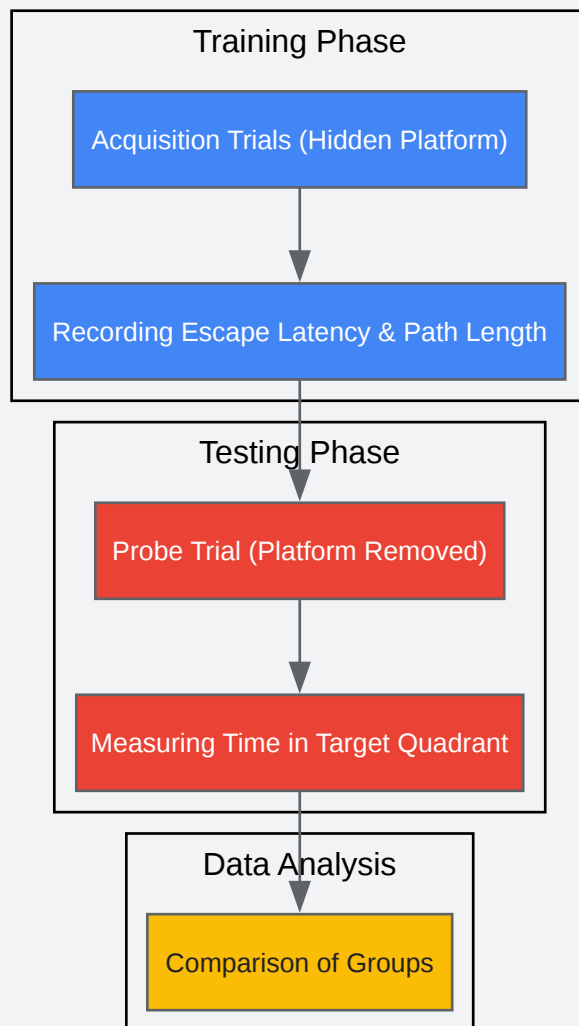 Training Phase
Acquisition Trials (Hidden Platform)
Recording Escape Latency & Path Length
Testing Phase
Probe Trial (Platform Removed)
Measuring Time in Target Quadrant
Data Analysis
Comparison of Groups